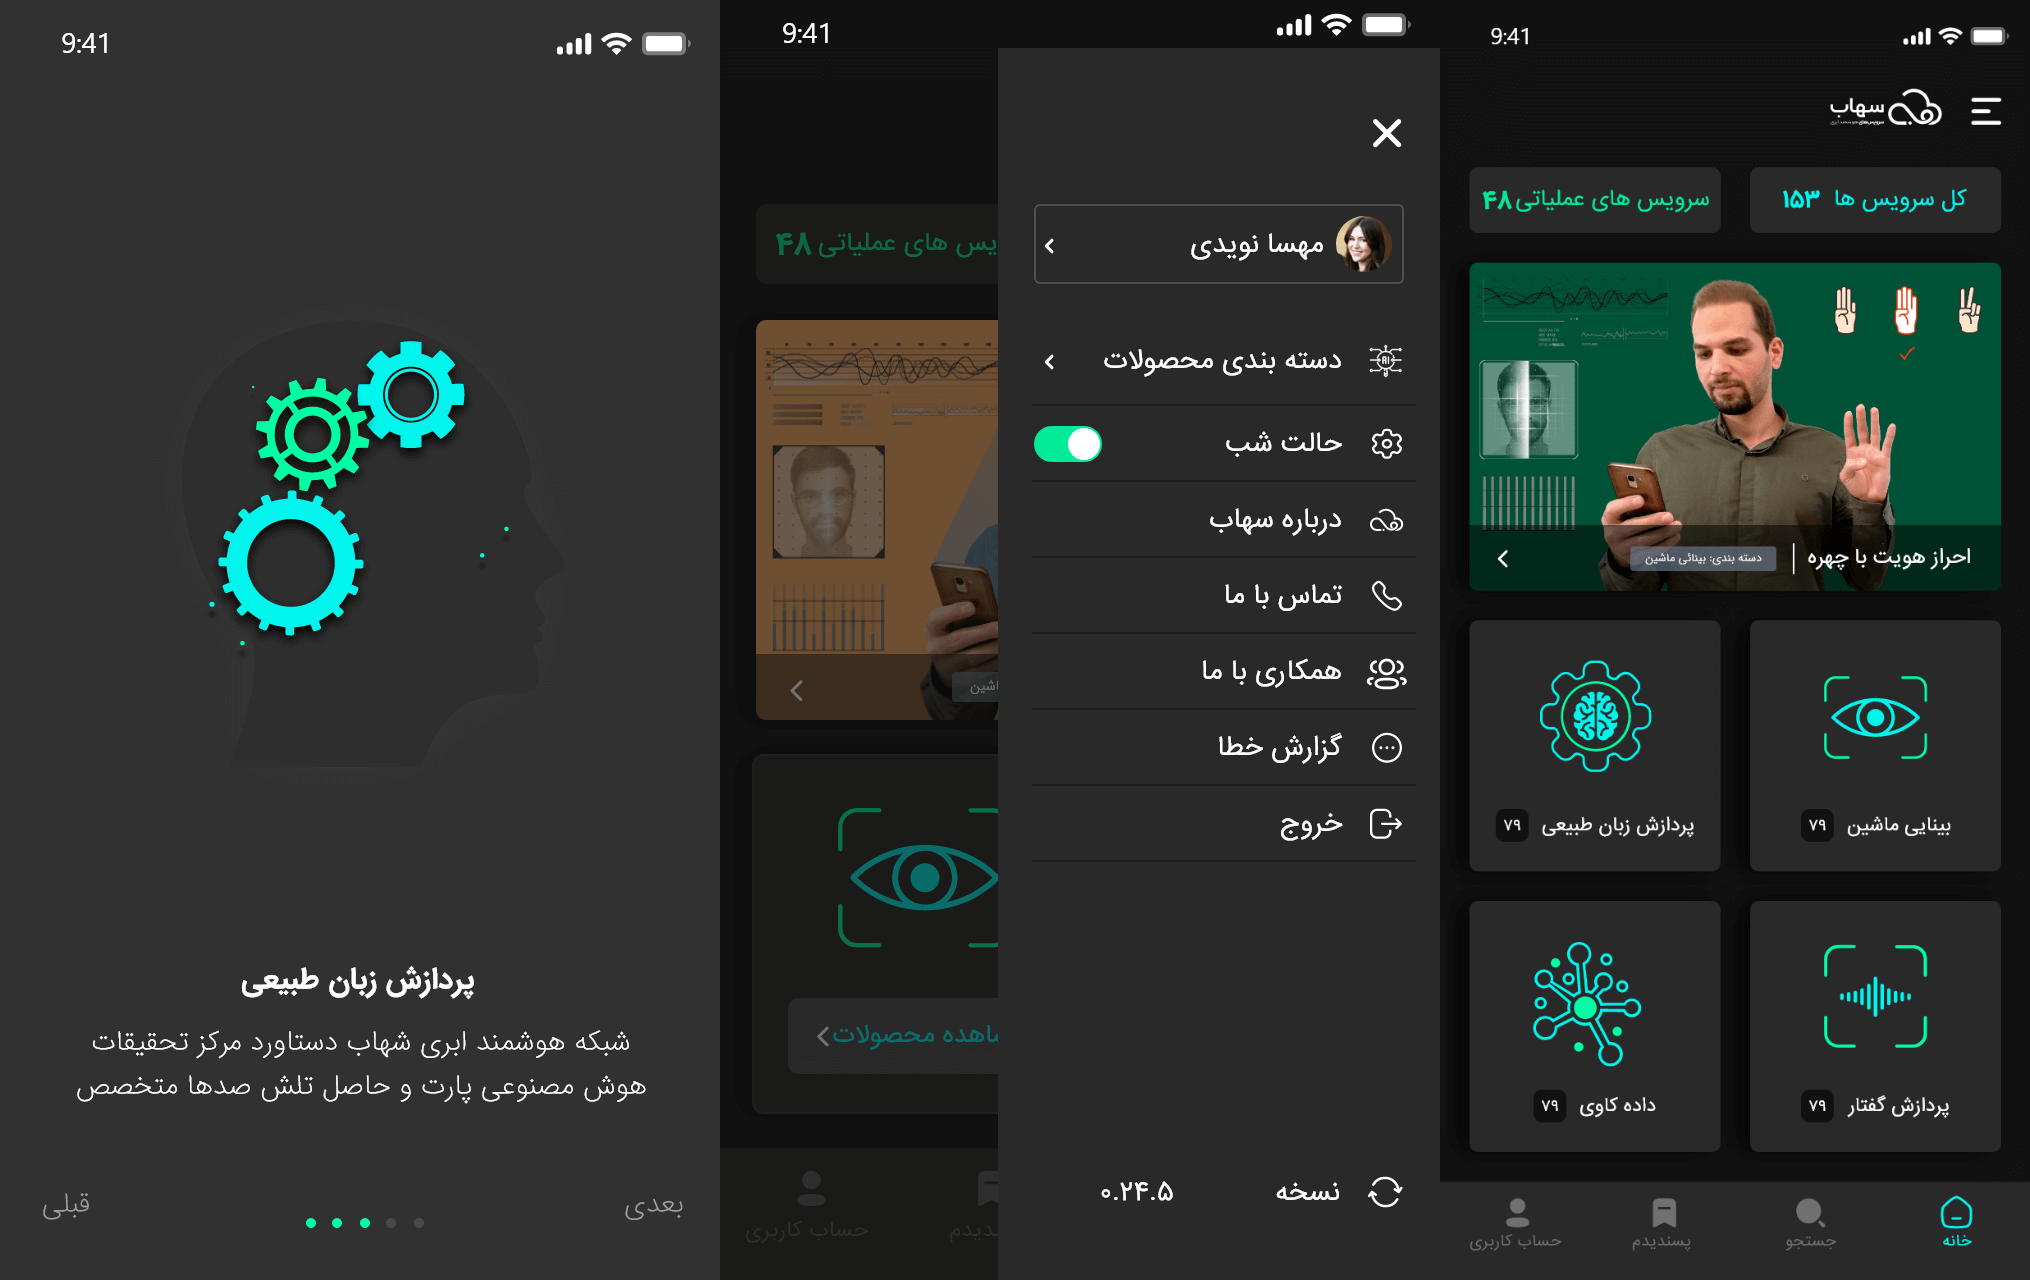 9:41
پردازش زبان طبیعی
شبکه هوشمند ابری شهاب دستاورد مرکز تحقیقات
هوش مصنوعی پارت و حاصل تلش صدها متخصص
بعدی
قبلی
9:41
یس های عملیاتی ۴۸
ماشین
شاهده محصولات
حساب کاربری
مهسا نویدی
دسته بندی محصولات
حالت شب
درباره سهاب
تماس با ما
همکاری با ما
گزارش خطا
خروج
نسخه ۰.۲۴.۵
9:41
سهاب
کل سرویس ها ۱۵۳
سرویس های عملیاتی ۴۸
احراز هویت با چهره
دسته بندی: بینائی ماشین
بینایی ماشین ۷۹
پردازش زبان طبیعی ۷۹
پردازش گفتار ۷۹
داده کاوی ۷۹
خانه
جستجو
پسندیدم
حساب کاربری